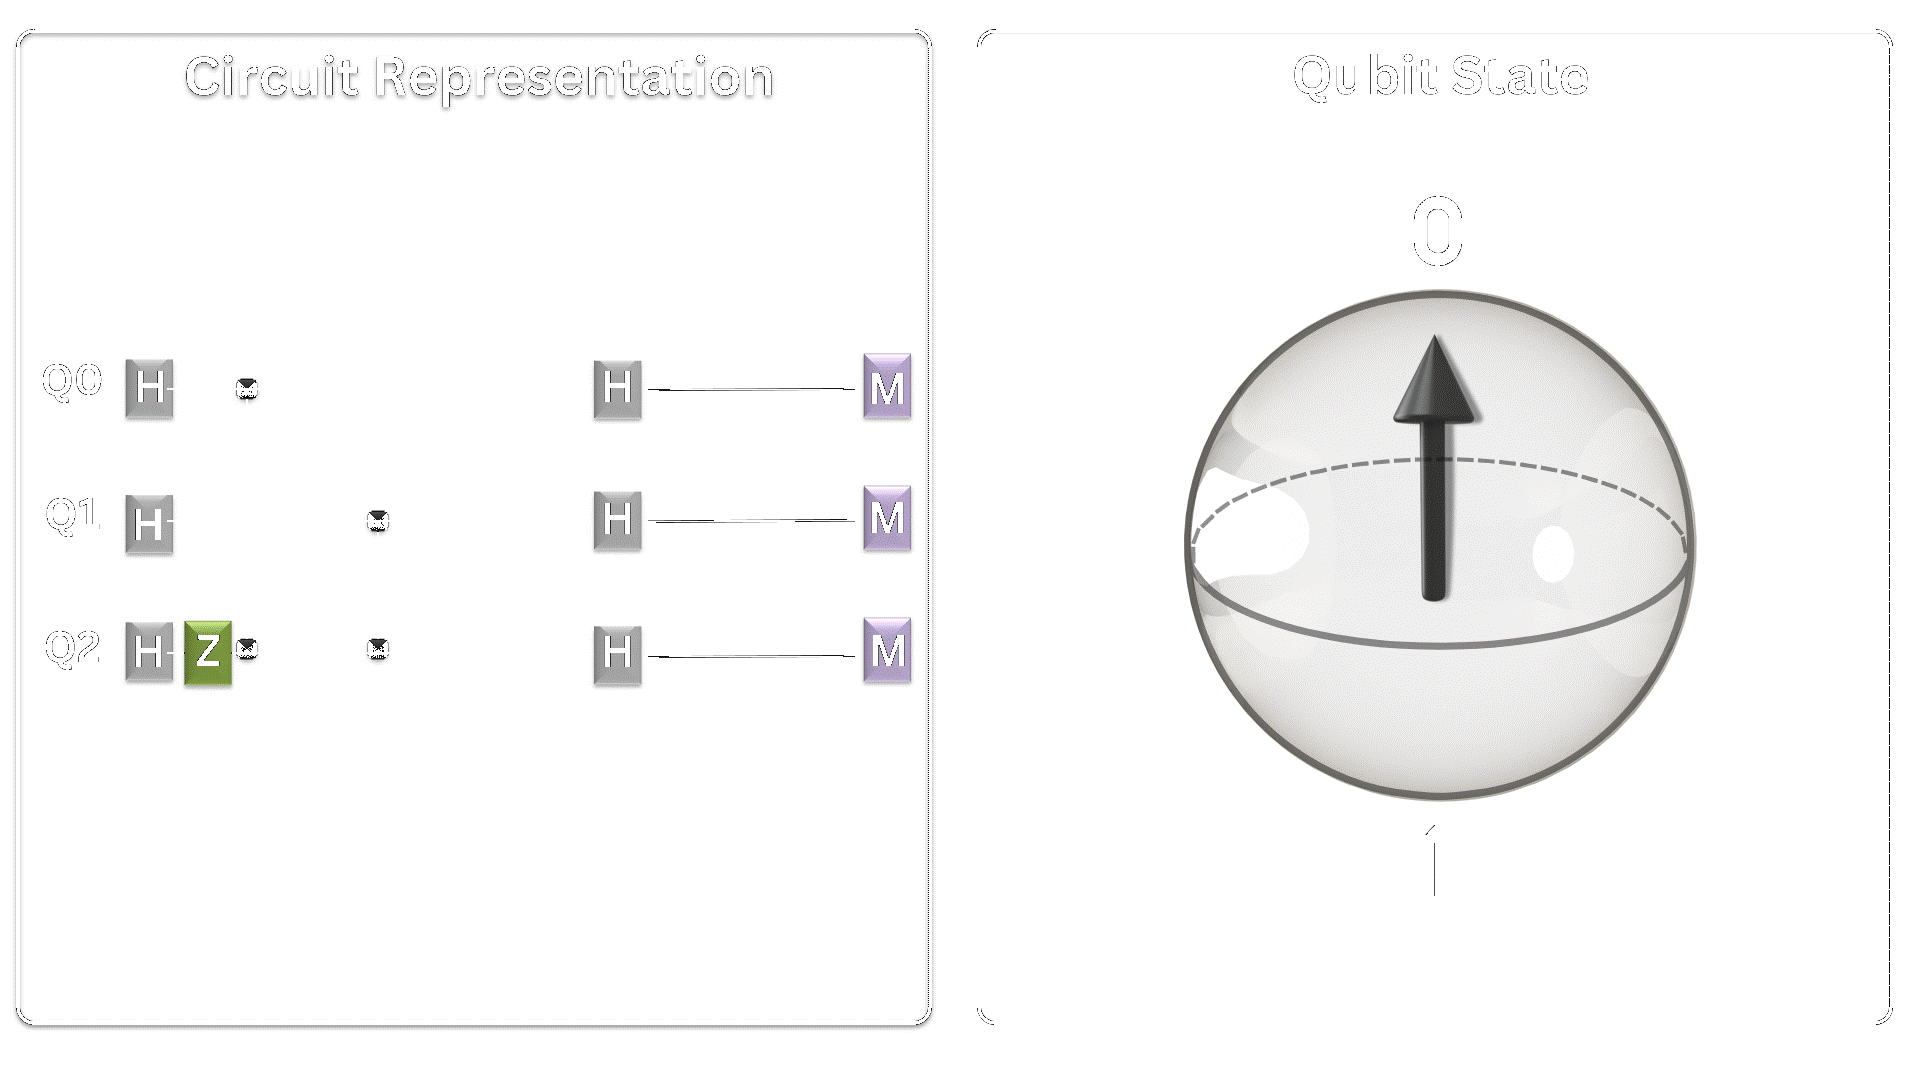 Circuit Representation
Qubit State
0
Q0 H H M
Q1 H H M
Q2 H Z H M
1